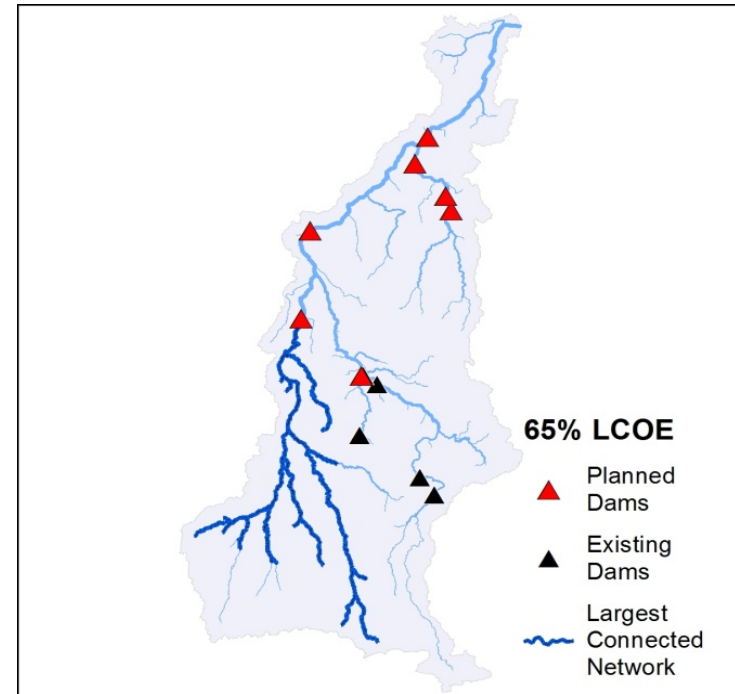 65% LCOE
Planned
Dams
Existing
Dams
Largest
Connected
Network